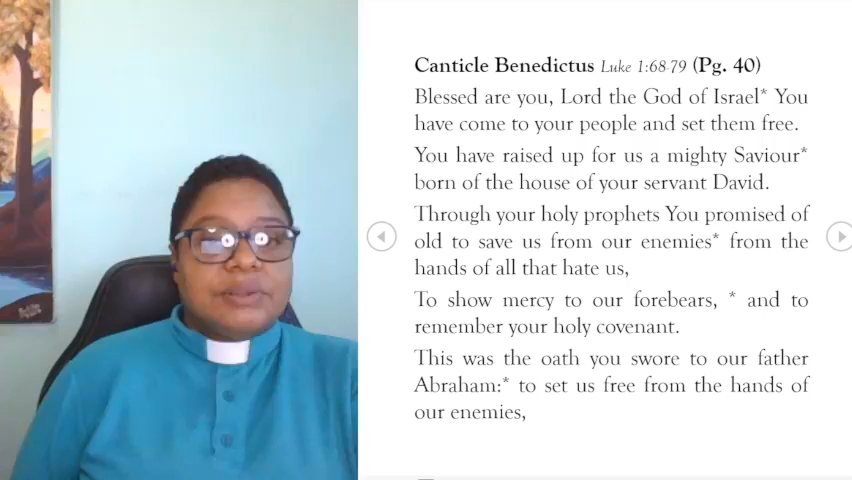 Canticle Benedictus Luke 1:68-79 (Pg. 40)
Blessed are you, Lord the God of Israel* You
have come to your people and set them free.
You have raised up for us a mighty Saviour*
born of the house of your servant David.
Through your holy prophets You promised of
old to save us from our enemies* from the
hands of all that hate us,
To show mercy to our forebears, * and to
remember your holy covenant.
This was the oath you swore to our father
Abraham:* to set us free from the hands of
our enemies,